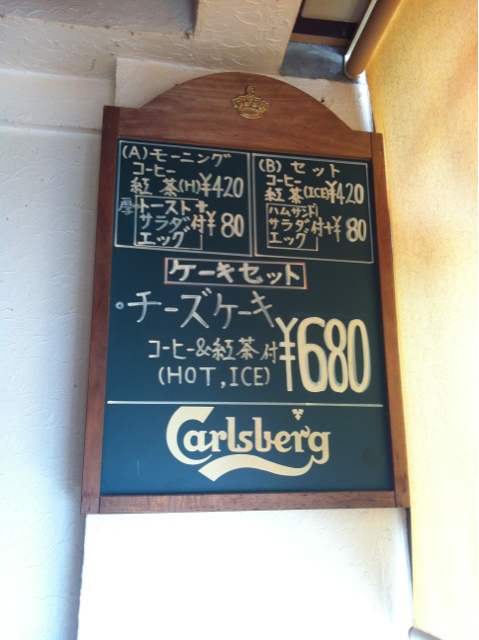 (A)モーニング
コーヒー
紅茶(H)¥420
トースト+
サラダ付¥80
エッグ
(B)セット
コーヒー
紅茶(ICE)¥420
ハムサンド
サラダ付+¥80
エッグ
ケーキセット
・チーズケーキ
コーヒー&紅茶付 ¥680
(HOT,ICE)
Carlsberg